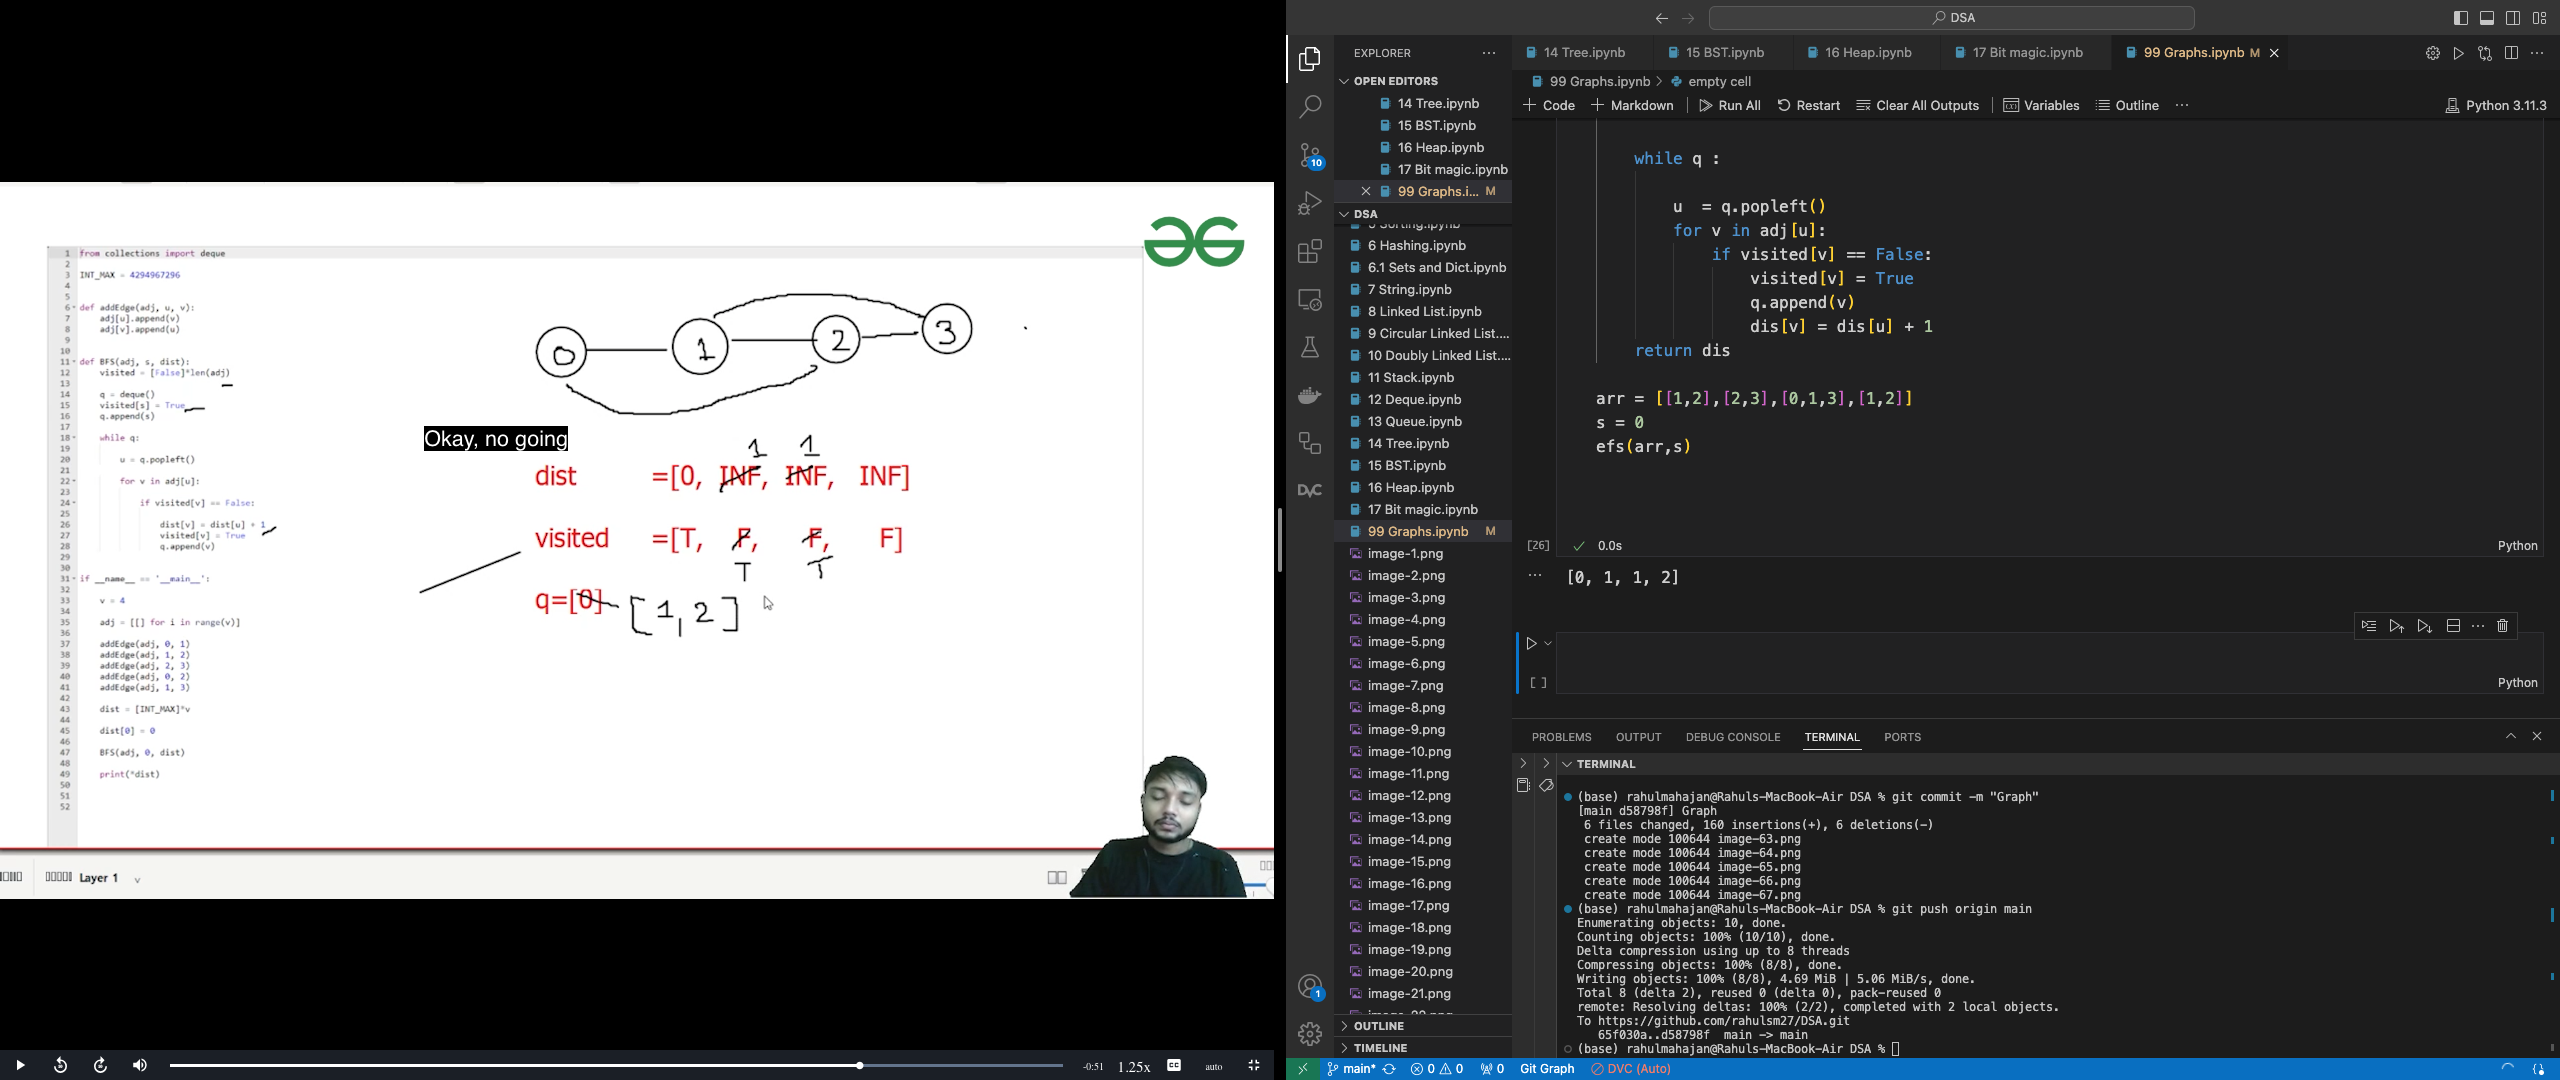 1 from collections import deque
2
3 INT_MAX = 4294967296
4
5
6 def addEdge(adj, u, v):
7 adj[u].append(v)
8 adj[v].append(u)
9
10
11 def BFS(adj, s, dist):
12 visited = [False]*len(adj)
13
14 q = deque()
15 visited[s] = True
16 q.append(s)
17
18 while q:
19
20 u = q.popleft()
21
22 for v in adj[u]:
23
24 if visited[v] == False:
25
26 dist[v] = dist[u] + 1
27 visited[v] = True
28 q.append(v)
29
30
31 if __name__ == '__main__':
32
33 v = 4
34
35 adj = [[] for i in range(v)]
36
37 addEdge(adj, 0, 1)
38 addEdge(adj, 1, 2)
39 addEdge(adj, 2, 3)
40 addEdge(adj, 0, 2)
41 addEdge(adj, 1, 3)
42
43 dist = [INT_MAX]*v
44
45 dist[0] = 0
46
47 BFS(adj, 0, dist)
48
49 print(*dist)
50
51
52
0 1 2 3
Okay, no going
1 1
dist =[0, INF, INF, INF]
visited =[T, F, F, F]
T T
q=[0] [1,2]
Layer 1
-0:51 1.25x CC auto
DSA
EXPLORER
OPEN EDITORS
14 Tree.ipynb
15 BST.ipynb
16 Heap.ipynb
17 Bit magic.ipynb
99 Graphs.i... M
DSA
5 Sorting.ipynb
6 Hashing.ipynb
6.1 Sets and Dict.ipynb
7 String.ipynb
8 Linked List.ipynb
9 Circular Linked List....
10 Doubly Linked List....
11 Stack.ipynb
12 Deque.ipynb
13 Queue.ipynb
14 Tree.ipynb
15 BST.ipynb
16 Heap.ipynb
17 Bit magic.ipynb
99 Graphs.ipynb M
image-1.png
image-2.png
image-3.png
image-4.png
image-5.png
image-6.png
image-7.png
image-8.png
image-9.png
image-10.png
image-11.png
image-12.png
image-13.png
image-14.png
image-15.png
image-16.png
image-17.png
image-18.png
image-19.png
image-20.png
image-21.png
OUTLINE
TIMELINE
10
DVC
1
14 Tree.ipynb 15 BST.ipynb 16 Heap.ipynb 17 Bit magic.ipynb 99 Graphs.ipynb M
99 Graphs.ipynb > empty cell
Code Markdown Run All Restart Clear All Outputs Variables Outline ... Python 3.11.3
while q :
u = q.popleft()
for v in adj[u]:
if visited[v] == False:
visited[v] = True
q.append(v)
dis[v] = dis[u] + 1
return dis
arr = [[1,2],[2,3],[0,1,3],[1,2]]
s = 0
efs(arr,s)
[26] 0.0s Python
... [0, 1, 1, 2]
[ ] Python
PROBLEMS OUTPUT DEBUG CONSOLE TERMINAL PORTS
TERMINAL
(base) rahulmahajan@Rahuls-MacBook-Air DSA % git commit -m "Graph"
[main d58798f] Graph
6 files changed, 160 insertions(+), 6 deletions(-)
create mode 100644 image-63.png
create mode 100644 image-64.png
create mode 100644 image-65.png
create mode 100644 image-66.png
create mode 100644 image-67.png
(base) rahulmahajan@Rahuls-MacBook-Air DSA % git push origin main
Enumerating objects: 10, done.
Counting objects: 100% (10/10), done.
Delta compression using up to 8 threads
Compressing objects: 100% (8/8), done.
Writing objects: 100% (8/8), 4.69 MiB | 5.06 MiB/s, done.
Total 8 (delta 2), reused 0 (delta 0), pack-reused 0
remote: Resolving deltas: 100% (2/2), completed with 2 local objects.
To https://github.com/rahulsm27/DSA.git
65f030a..d58798f main -> main
(base) rahulmahajan@Rahuls-MacBook-Air DSA %
main* 0 0 0 Git Graph DVC (Auto)